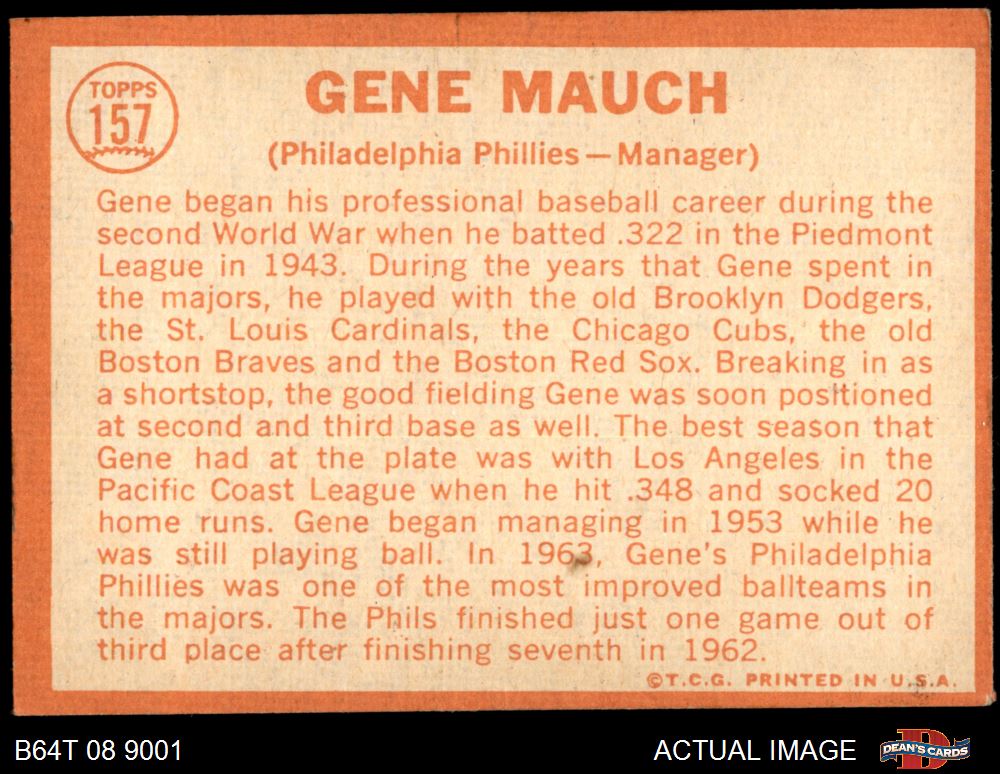 TOPPS
157
GENE MAUCH
(Philadelphia Phillies — Manager)
Gene began his professional baseball career during the
second World War when he batted .322 in the Piedmont
League in 1943. During the years that Gene spent in
the majors, he played with the old Brooklyn Dodgers,
the St. Louis Cardinals, the Chicago Cubs, the old
Boston Braves and the Boston Red Sox. Breaking in as
a shortstop, the good fielding Gene was soon positioned
at second and third base as well. The best season that
Gene had at the plate was with Los Angeles in the
Pacific Coast League when he hit .348 and socked 20
home runs. Gene began managing in 1953 while he
was still playing ball. In 1963, Gene's Philadelphia
Phillies was one of the most improved ballteams in
the majors. The Phils finished just one game out of
third place after finishing seventh in 1962.
©T.C.G. PRINTED IN U.S.A.
B64T 08 9001
ACTUAL IMAGE
D
DEAN'S CARDS